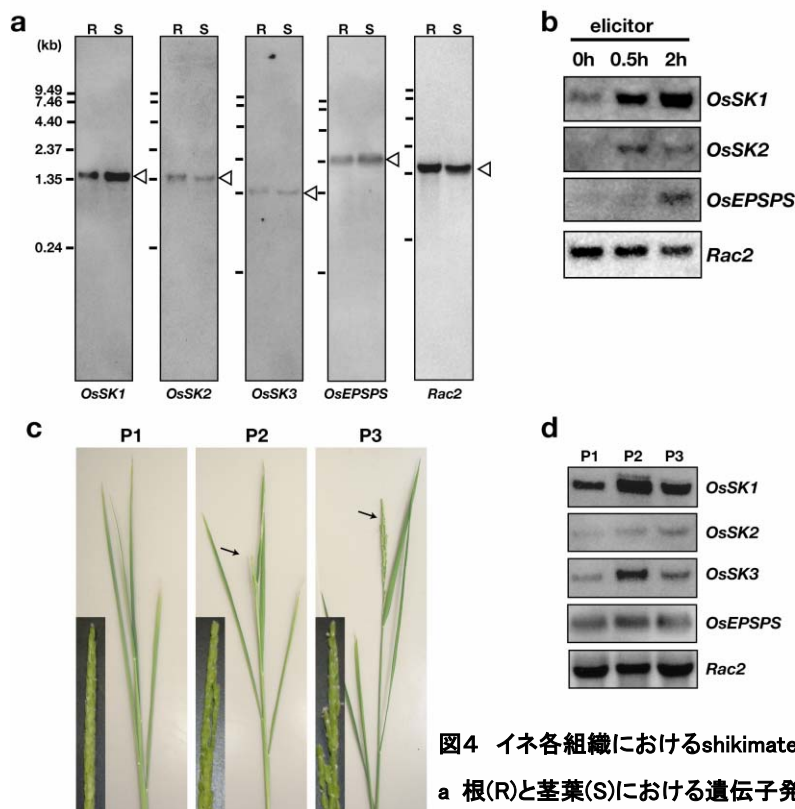 a
R S R S R S R S R S
(kb)
9.49
7.46
4.40
2.37
1.35
0.24
OsSK1 OsSK2 OsSK3 OsEPSPS Rac2
b
elicitor
0h 0.5h 2h
OsSK1
OsSK2
OsEPSPS
Rac2
c
P1 P2 P3
d
P1 P2 P3
OsSK1
OsSK2
OsSK3
OsEPSPS
Rac2
図4 イネ各組織におけるshikimate
a 根(R)と茎葉(S)における遺伝子発